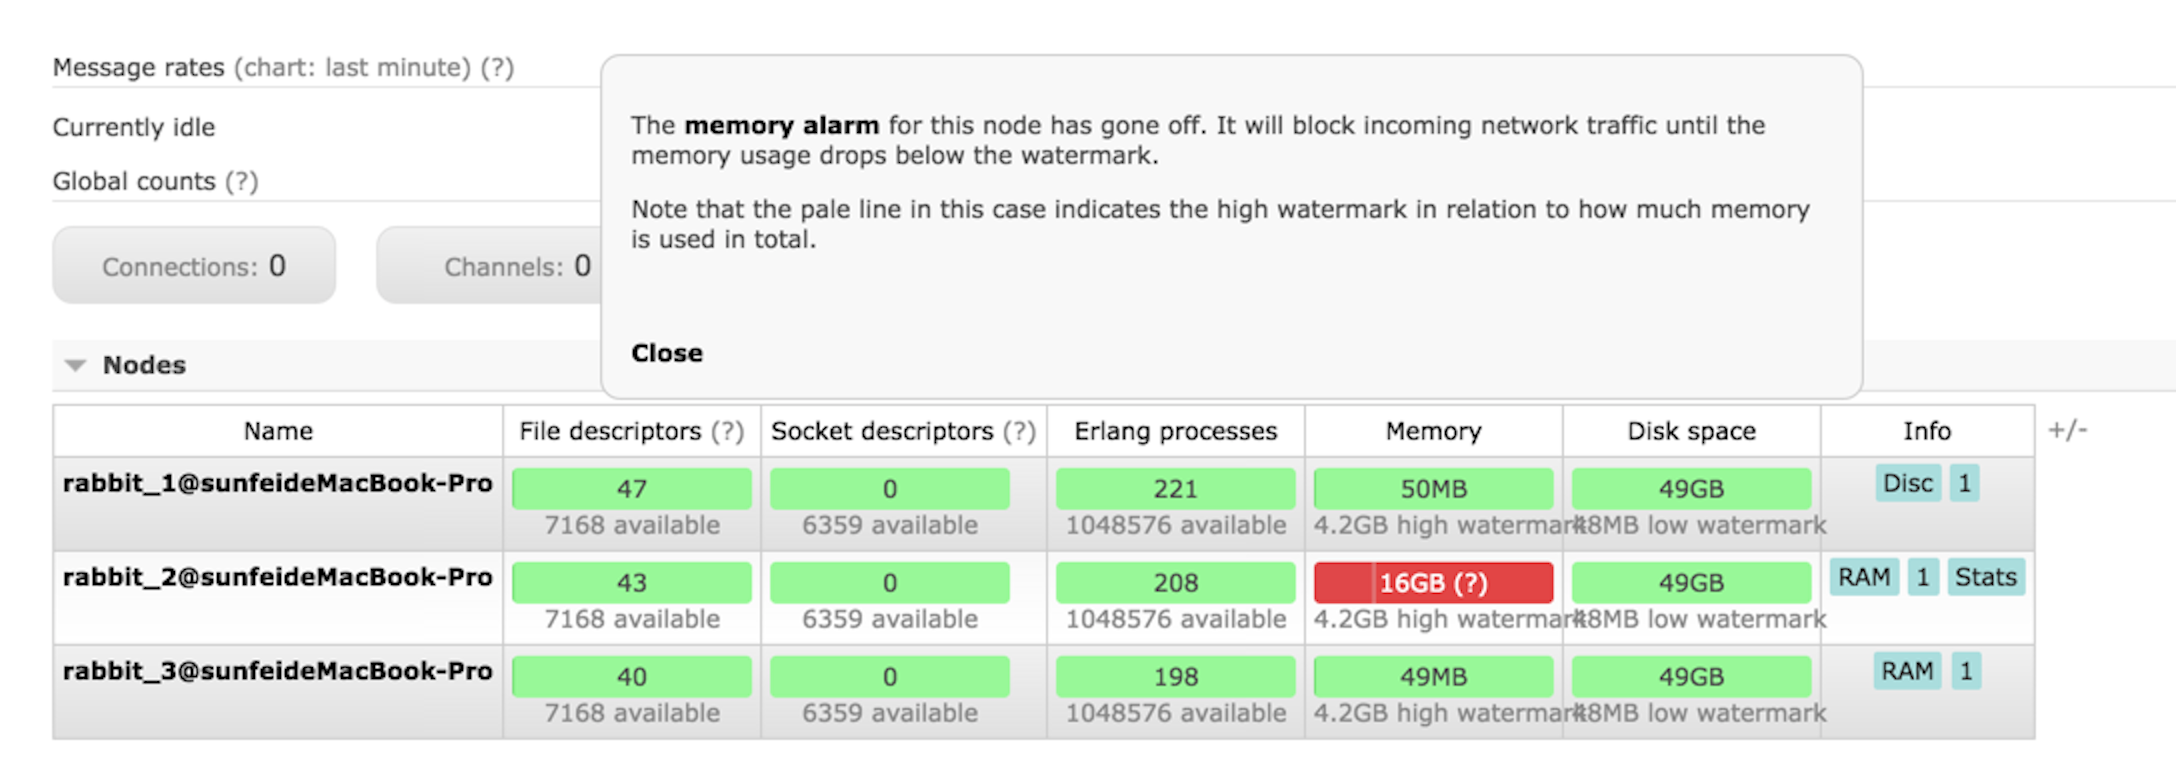 Message rates (chart: last minute) (?)
Currently idle
Global counts (?)
Connections: 0
Channels: 0
The memory alarm for this node has gone off. It will block incoming network traffic until the
memory usage drops below the watermark.
Note that the pale line in this case indicates the high watermark in relation to how much memory
is used in total.
Close
Nodes
Name File descriptors (?) Socket descriptors (?) Erlang processes Memory Disk space Info +/-
rabbit_1@sunfeideMacBook-Pro 47 0 221 50MB 49GB Disc 1
7168 available 6359 available 1048576 available 4.2GB high watermark 48MB low watermark
rabbit_2@sunfeideMacBook-Pro 43 0 208 16GB (?) 49GB RAM 1 Stats
7168 available 6359 available 1048576 available 4.2GB high watermark 48MB low watermark
rabbit_3@sunfeideMacBook-Pro 40 0 198 49MB 49GB RAM 1
7168 available 6359 available 1048576 available 4.2GB high watermark 48MB low watermark